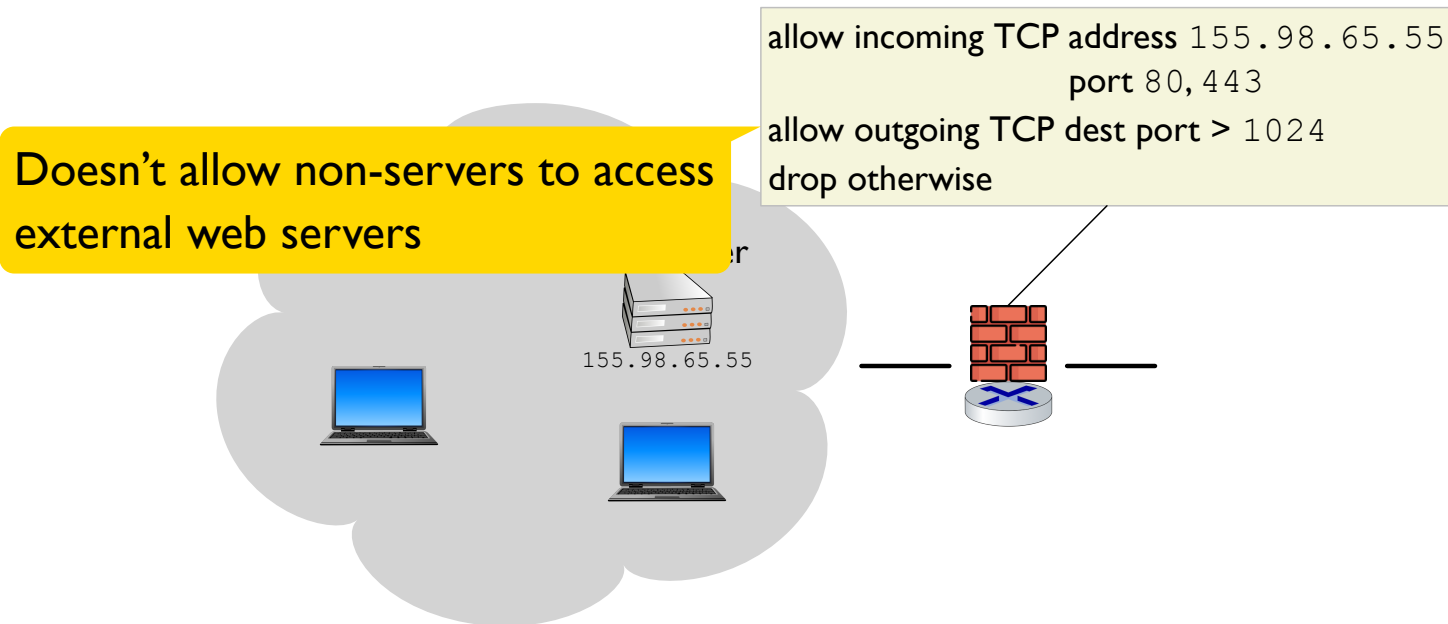 allow incoming TCP address 155.98.65.55
port 80, 443
allow outgoing TCP dest port > 1024
drop otherwise
Doesn’t allow non-servers to access
external web servers
155.98.65.55